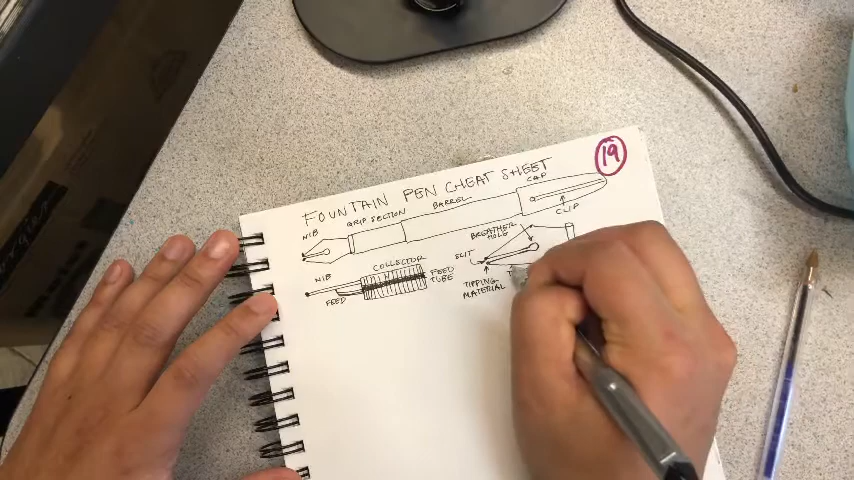 19
FOUNTAIN PEN CHEAT SHEET
NIB
GRIP SECTION
BARREL
CAP
CLIP
NIB
FEED
COLLECTOR
FEED
TUBE
BREATHER
HOLE
SLIT
TIPPING
MATERIAL